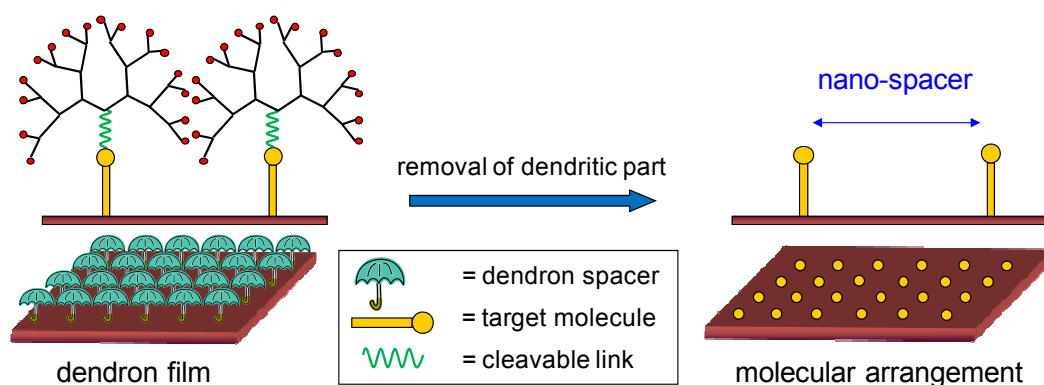 nano-spacer
removal of dendritic part
= dendron spacer
= target molecule
= cleavable link
dendron film
molecular arrangement